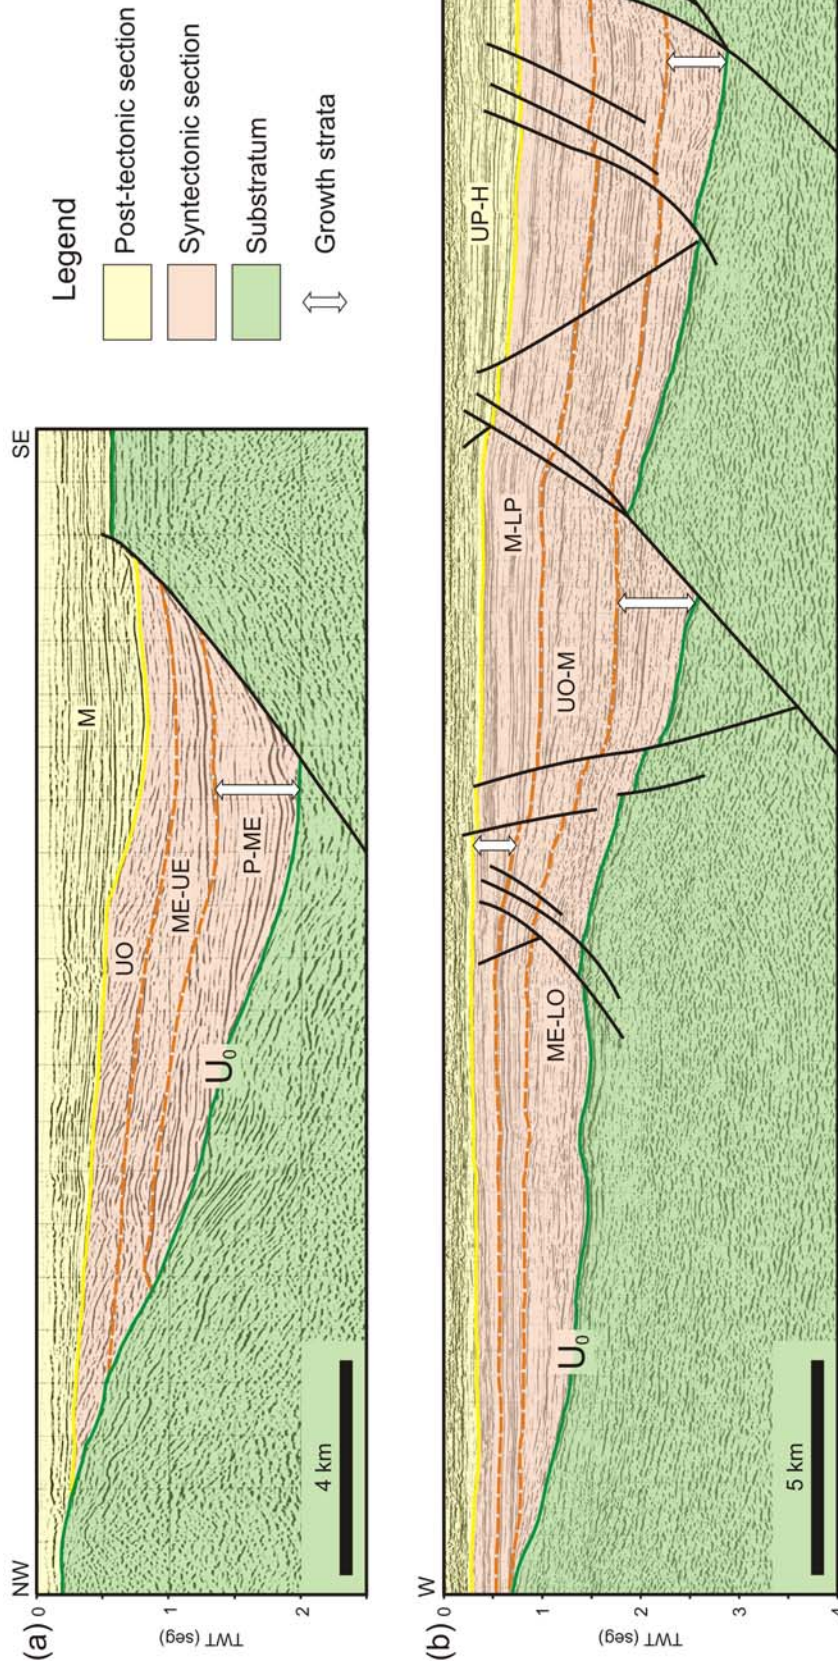 (a)
NW
SE
0
1
2
TWT (seg)
M
UO
ME-UE
P-ME
U0
4 km
Legend
Post-tectonic section
Syntectonic section
Substratum
Growth strata
(b)
W
0
1
2
3
4
TWT (seg)
UP-H
M-LP
UO-M
ME-LO
U0
5 km